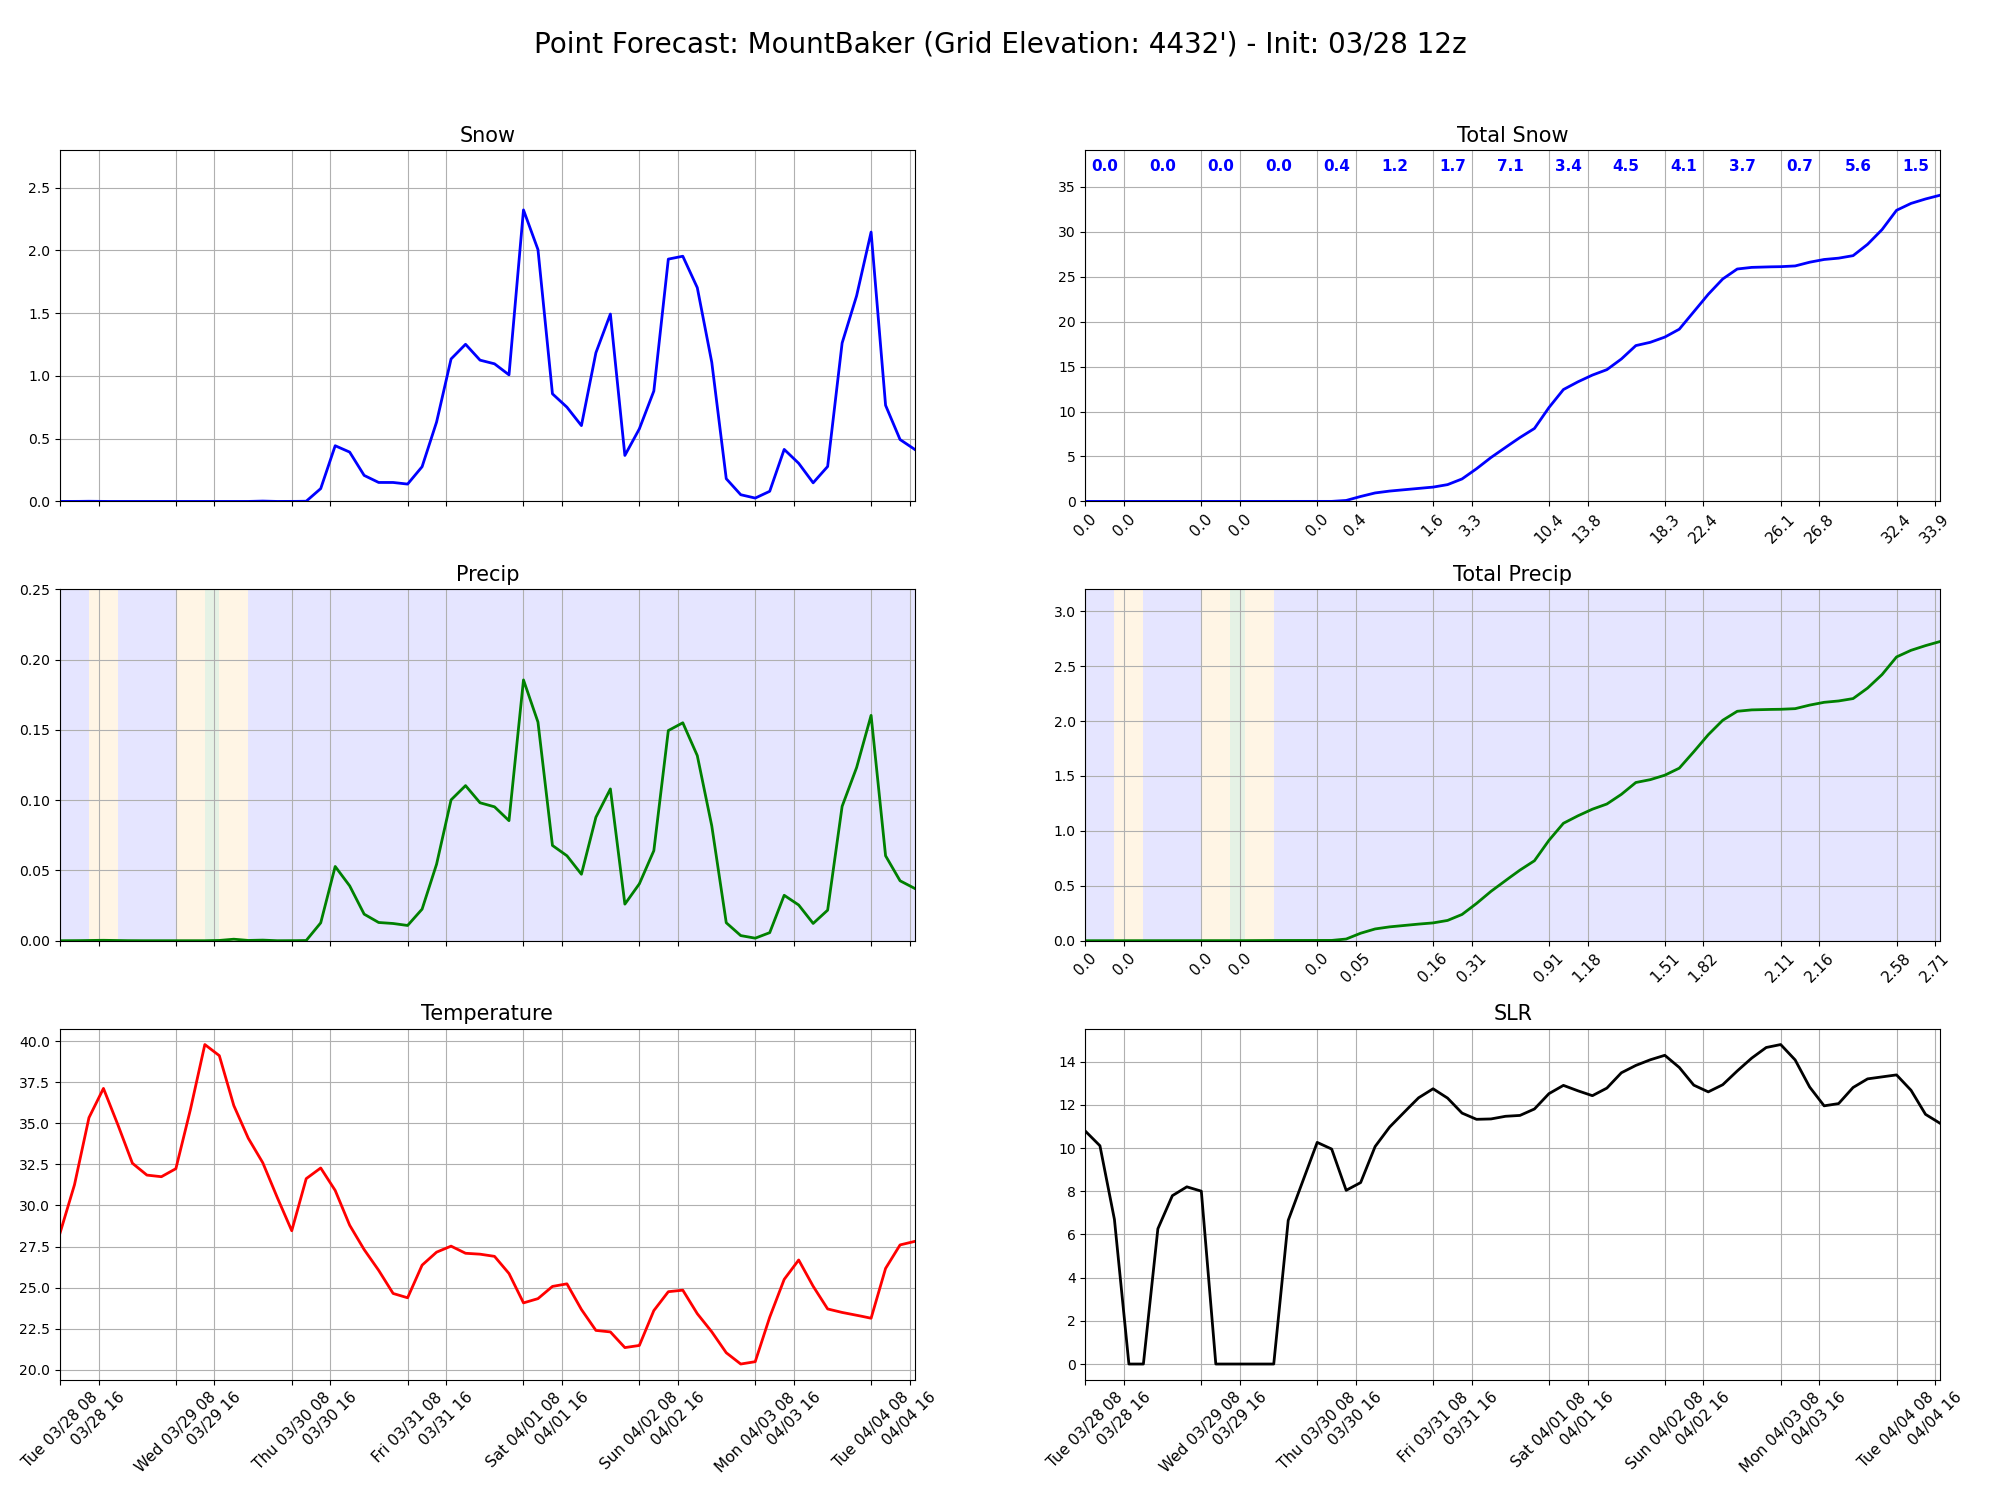 Point Forecast: MountBaker (Grid Elevation: 4432') - Init: 03/28 12z
Snow
2.5
2.0
1.5
1.0
0.5
0.0
Total Snow
0.0 0.0 0.0 0.0 0.4 1.2 1.7 7.1 3.4 4.5 4.1 3.7 0.7 5.6 1.5
35
30
25
20
15
10
5
0
0.0 0.0 0.0 0.0 0.0 0.4 1.6 3.3 10.4 13.8 18.3 22.4 26.1 26.8 32.4 33.9
Precip
0.25
0.20
0.15
0.10
0.05
0.00
Total Precip
3.0
2.5
2.0
1.5
1.0
0.5
0.0
0.0 0.0 0.0 0.0 0.0 0.05 0.16 0.31 0.91 1.18 1.51 1.82 2.11 2.16 2.58 2.71
Temperature
40.0
37.5
35.0
32.5
30.0
27.5
25.0
22.5
20.0
Tue 03/28 08
03/28 16
Wed 03/29 08
03/29 16
Thu 03/30 08
03/30 16
Fri 03/31 08
03/31 16
Sat 04/01 08
04/01 16
Sun 04/02 08
04/02 16
Mon 04/03 08
04/03 16
Tue 04/04 08
04/04 16
SLR
14
12
10
8
6
4
2
0
Tue 03/28 08
03/28 16
Wed 03/29 08
03/29 16
Thu 03/30 08
03/30 16
Fri 03/31 08
03/31 16
Sat 04/01 08
04/01 16
Sun 04/02 08
04/02 16
Mon 04/03 08
04/03 16
Tue 04/04 08
04/04 16